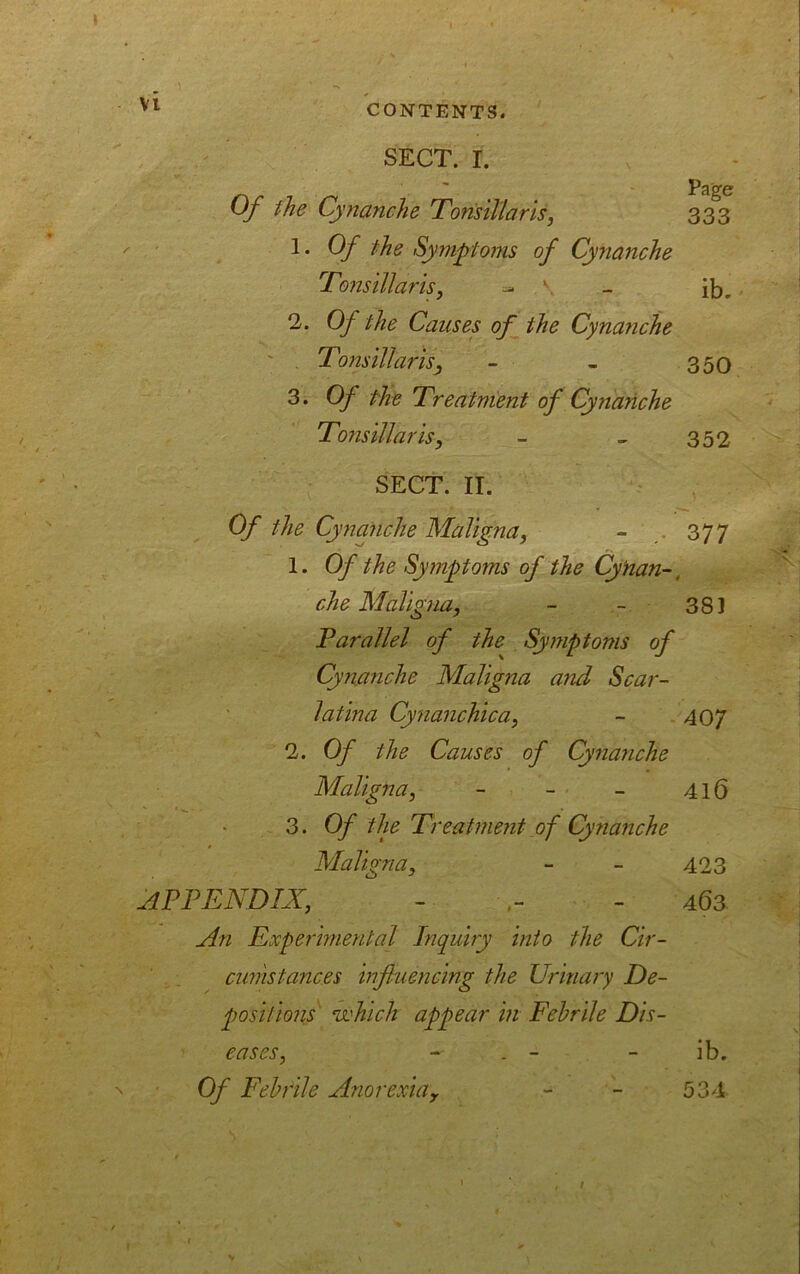 vi
CONTENTS.
SECT. I.
Page
Of the Cynanche Tonsillaris, 333
1. Of the Symptoms of Cynanche
Tonsillaris, - - ib.
2. Of the Causes of the Cynanche
Tonsillaris, - - 350
3. Of the Treatment of Cynanche
Tonsillaris, - - 352
SECT. II.
Of the Cynanche Maligna, - - 377
1. Of the Symptoms of the Cynan-
che Maligna, - - 381
Parallel of the Symptoms of
Cynanche Maligna and Scar-
latina Cynanchica, - 407
2. Of the Causes of Cynanche
Maligna, - - - 416
3. Of the Treatment of Cynanche
Maligna, - - 423
APPENDIX, - - - 463
An Experimental Inquiry into the Cir-
cumstances influencing the Urinary De-
positions which appear in Febrile Dis-
eases, - - - ib.
Of Febrile Anorexia, - - 534